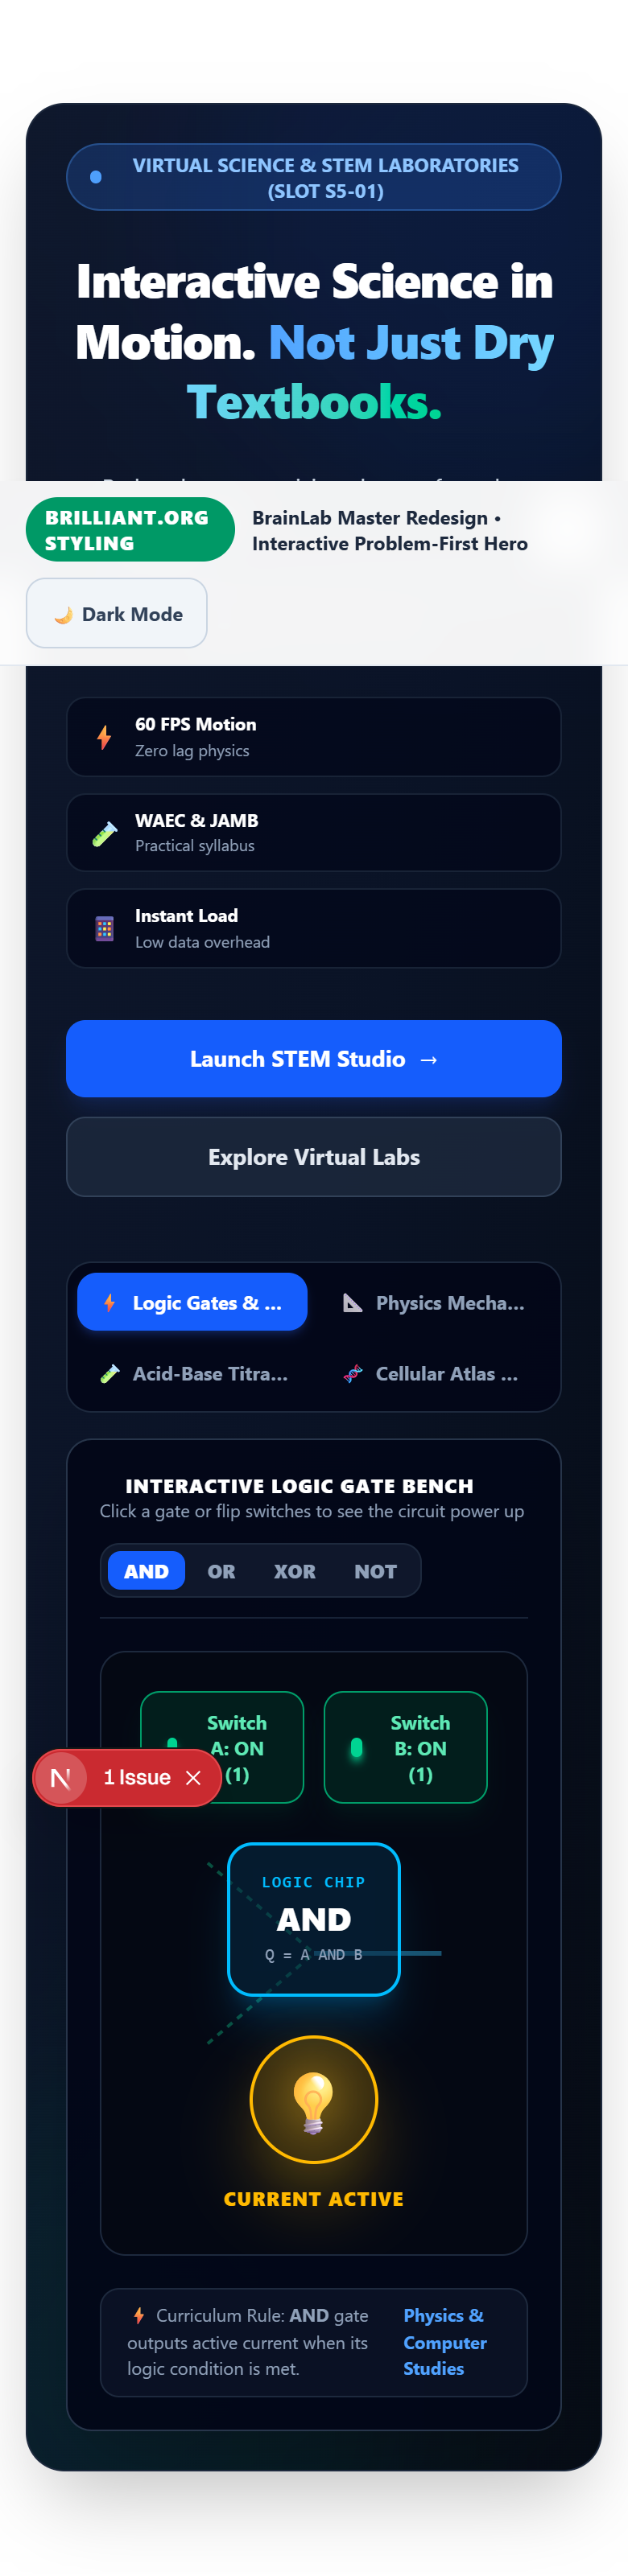 VIRTUAL SCIENCE & STEM LABORATORIES
(SLOT S5-01)
Interactive Science in
Motion. Not Just Dry
Textbooks.
BRILLIANT.ORG
STYLING
BrainLab Master Redesign •
Interactive Problem-First Hero
🌙 Dark Mode
60 FPS Motion
Zero lag physics
WAEC & JAMB
Practical syllabus
Instant Load
Low data overhead
Launch STEM Studio →
Explore Virtual Labs
Logic Gates & ...
Physics Mecha...
Acid-Base Titra...
Cellular Atlas ...
INTERACTIVE LOGIC GATE BENCH
Click a gate or flip switches to see the circuit power up
AND OR XOR NOT
Switch
A: ON
(1)
Switch
B: ON
(1)
N 1 Issue ×
LOGIC CHIP
AND
Q = A AND B
CURRENT ACTIVE
Curriculum Rule: AND gate
outputs active current when its
logic condition is met.
Physics &
Computer
Studies